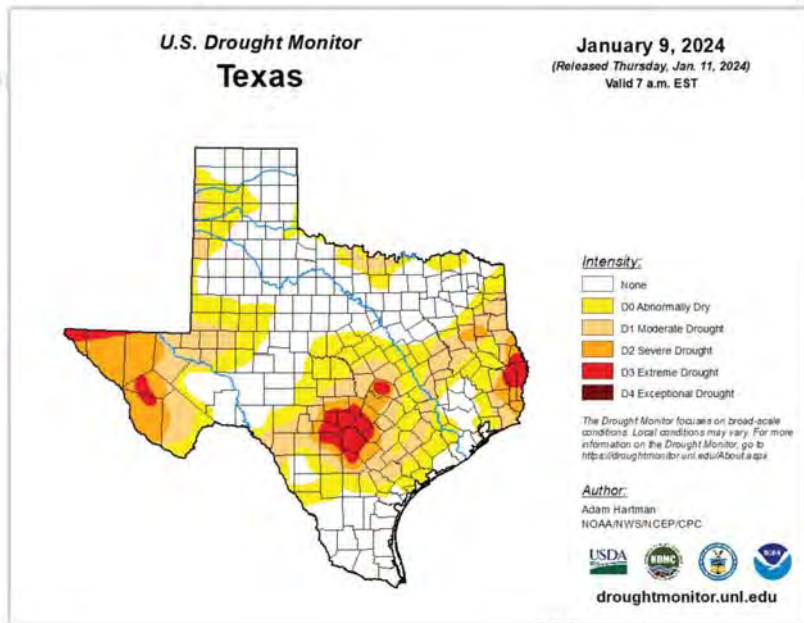 U.S. Drought Monitor
Texas
January 9, 2024
(Released Thursday, Jan. 11, 2024)
Valid 7 a.m. EST
Intensity:
None
D0 Abnormally Dry
D1 Moderate Drought
D2 Severe Drought
D3 Extreme Drought
D4 Exceptional Drought
The Drought Monitor focuses on broad-scale
conditions. Local conditions may vary. For more
information on the Drought Monitor, go to
https://droughtmonitor.unl.edu/About.aspx
Author:
Adam Hartman
NOAA/NWS/NCEP/CPC
USDA
NDMC
NOAA
droughtmonitor.unl.edu